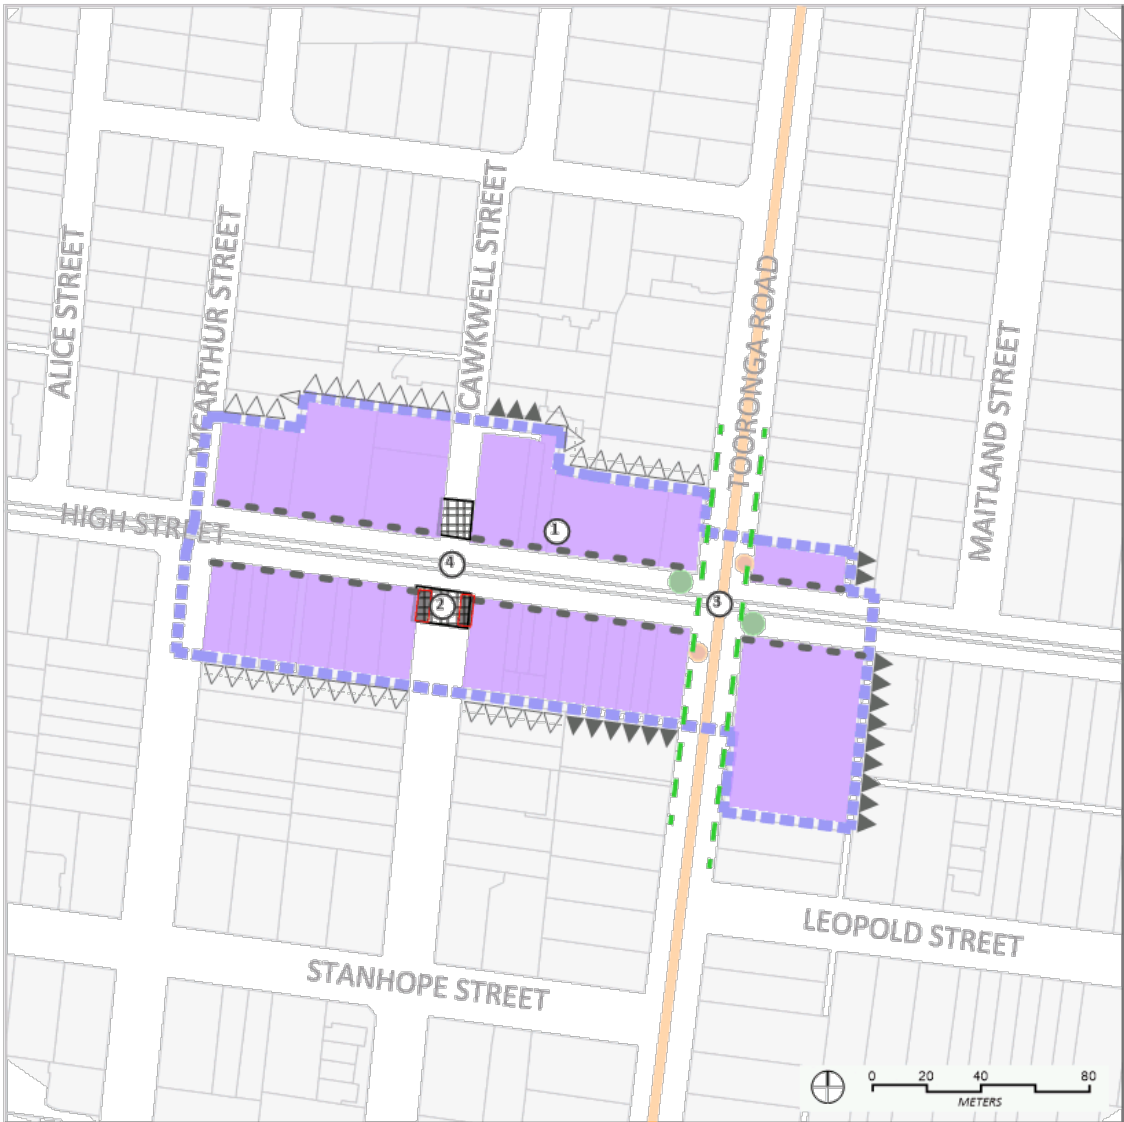 CAWKWELL STREET
MCARTHUR STREET
ALICE STREET
TOORONGA ROAD
MAITLAND STREET
HIGH STREET
1
4
2
3
LEOPOLD STREET
STANHOPE STREET
0 20 40 80
METERS